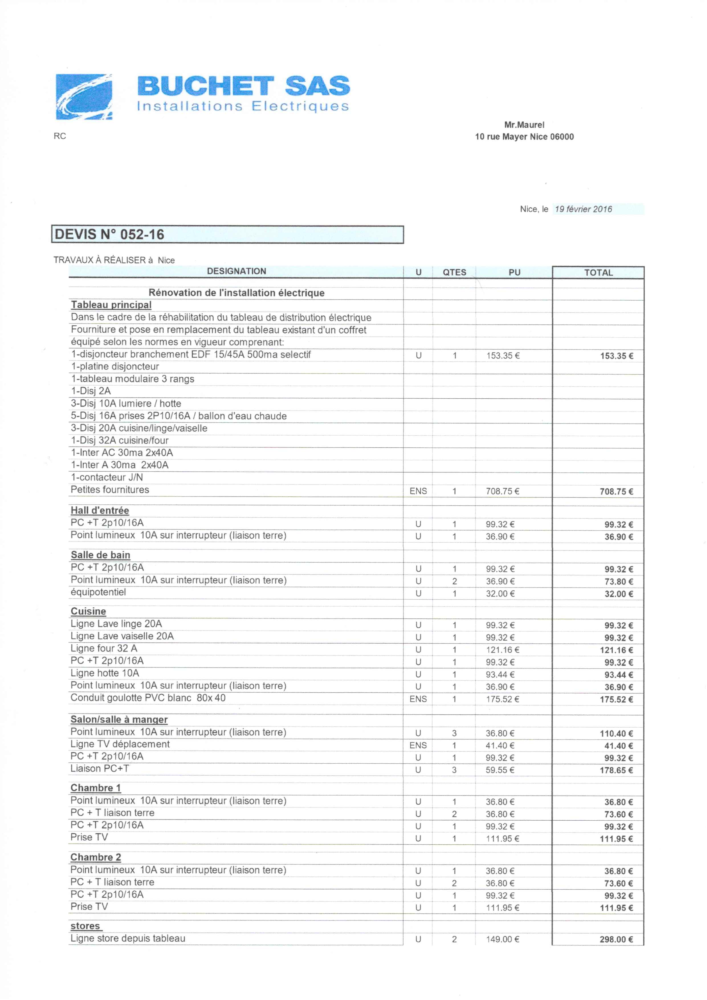 BUCHET SAS
Installations Electriques
Mr.Maurel
RC
10 rue Mayer Nice 06000
Nice, le 19 février 2016
DEVIS N° 052-16
TRAVAUX À RÉALISER à Nice
DESIGNATION U QTES PU TOTAL
Rénovation de l'installation électrique
Tableau principal
Dans le cadre de la réhabilitation du tableau de distribution électrique
Fourniture et pose en remplacement du tableau existant d'un coffret
équipé selon les normes en vigueur comprenant:
1-disjoncteur branchement EDF 15/45A 500ma selectif U 1 153.35 € 153.35 €
1-platine disjoncteur
1-tableau modulaire 3 rangs
1-Disj 2A
3-Disj 10A lumiere / hotte
5-Disj 16A prises 2P10/16A / ballon d'eau chaude
3-Disj 20A cuisine/linge/vaiselle
1-Disj 32A cuisine/four
1-Inter AC 30ma 2x40A
1-Inter A 30ma 2x40A
1-contacteur J/N
Petites fournitures ENS 1 708.75 € 708.75 €
Hall d'entrée
PC +T 2p10/16A U 1 99.32 € 99.32 €
Point lumineux 10A sur interrupteur (liaison terre) U 1 36.90 € 36.90 €
Salle de bain
PC +T 2p10/16A U 1 99.32 € 99.32 €
Point lumineux 10A sur interrupteur (liaison terre) U 2 36.90 € 73.80 €
équipotentiel U 1 32.00 € 32.00 €
Cuisine
Ligne Lave linge 20A U 1 99.32 € 99.32 €
Ligne Lave vaiselle 20A U 1 99.32 € 99.32 €
Ligne four 32 A U 1 121.16 € 121.16 €
PC +T 2p10/16A U 1 99.32 € 99.32 €
Ligne hotte 10A U 1 93.44 € 93.44 €
Point lumineux 10A sur interrupteur (liaison terre) U 1 36.90 € 36.90 €
Conduit goulotte PVC blanc 80x 40 ENS 1 175.52 € 175.52 €
Salon/salle à manger
Point lumineux 10A sur interrupteur (liaison terre) U 3 36.80 € 110.40 €
Ligne TV déplacement ENS 1 41.40 € 41.40 €
PC +T 2p10/16A U 1 99.32 € 99.32 €
Liaison PC+T U 3 59.55 € 178.65 €
Chambre 1
Point lumineux 10A sur interrupteur (liaison terre) U 1 36.80 € 36.80 €
PC + T liaison terre U 2 36.80 € 73.60 €
PC +T 2p10/16A U 1 99.32 € 99.32 €
Prise TV U 1 111.95 € 111.95 €
Chambre 2
Point lumineux 10A sur interrupteur (liaison terre) U 1 36.80 € 36.80 €
PC + T liaison terre U 2 36.80 € 73.60 €
PC +T 2p10/16A U 1 99.32 € 99.32 €
Prise TV U 1 111.95 € 111.95 €
stores
Ligne store depuis tableau U 2 149.00 € 298.00 €